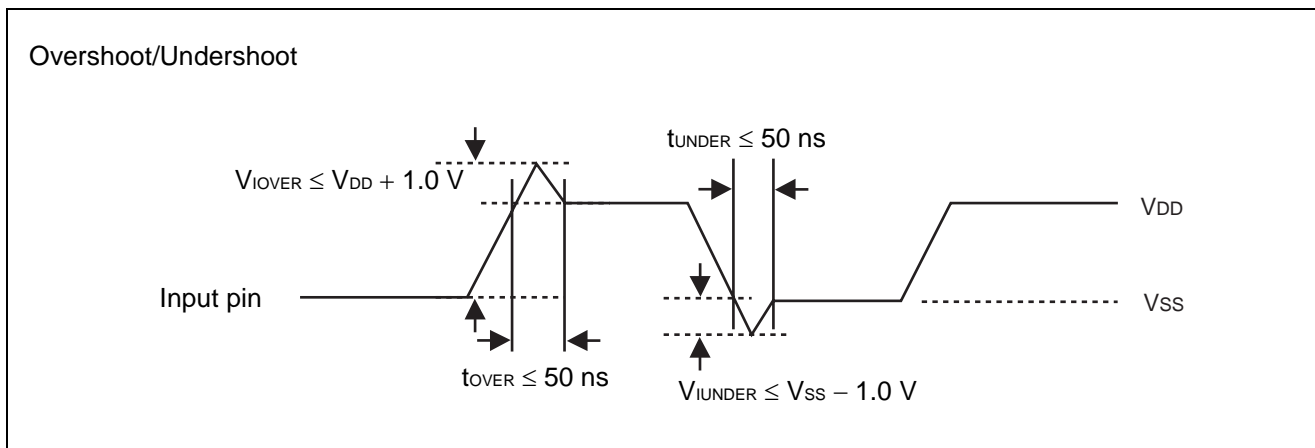 Overshoot/Undershoot
tUNDER ≤ 50 ns
VIOVER ≤ VDD + 1.0 V
VDD
Input pin
VSS
tOVER ≤ 50 ns
VIUNDER ≤ VSS − 1.0 V